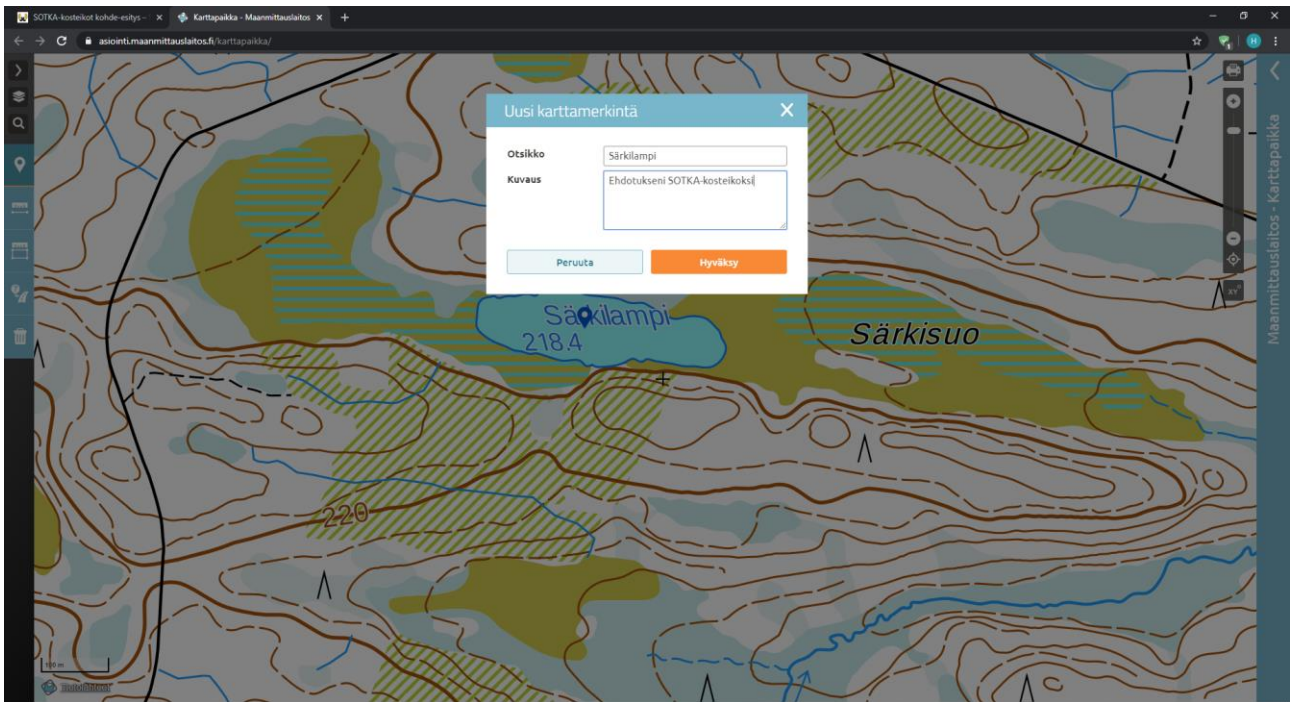 SOTKA-kosteikot kohde-esitys –
Karttapaikka - Maanmittauslaitos
asiointi.maanmittauslaitos.fi/karttapaikka/
H
Uusi karttamerkintä
Otsikko
Särkilampi
Kuvaus
Ehdotukseni SOTKA-kosteikoksi
Peruuta
Hyväksy
Särkilampi
218.4
Särkisuo
220
100 m
Maanmittauslaitos - Karttapaikka